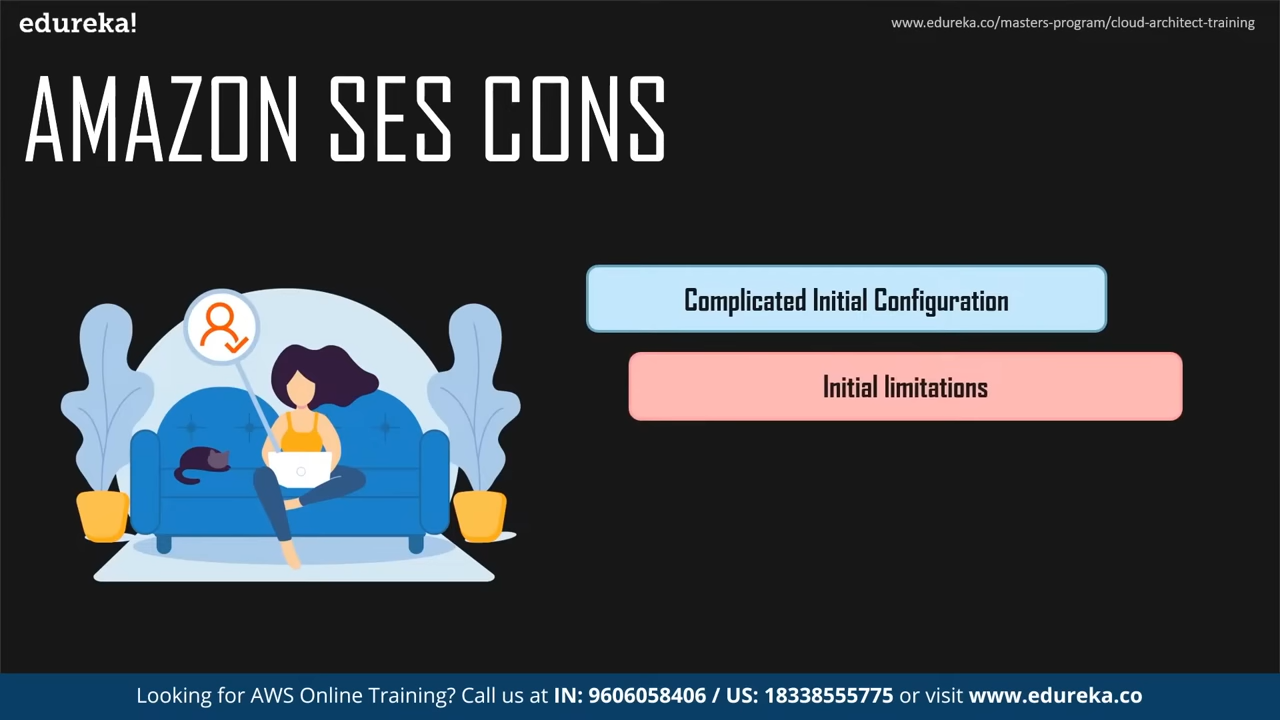 edureka!
www.edureka.co/masters-program/cloud-architect-training
AMAZON SES CONS
Complicated Initial Configuration
Initial limitations
Looking for AWS Online Training? Call us at IN: 9606058406 / US: 18338555775 or visit www.edureka.co